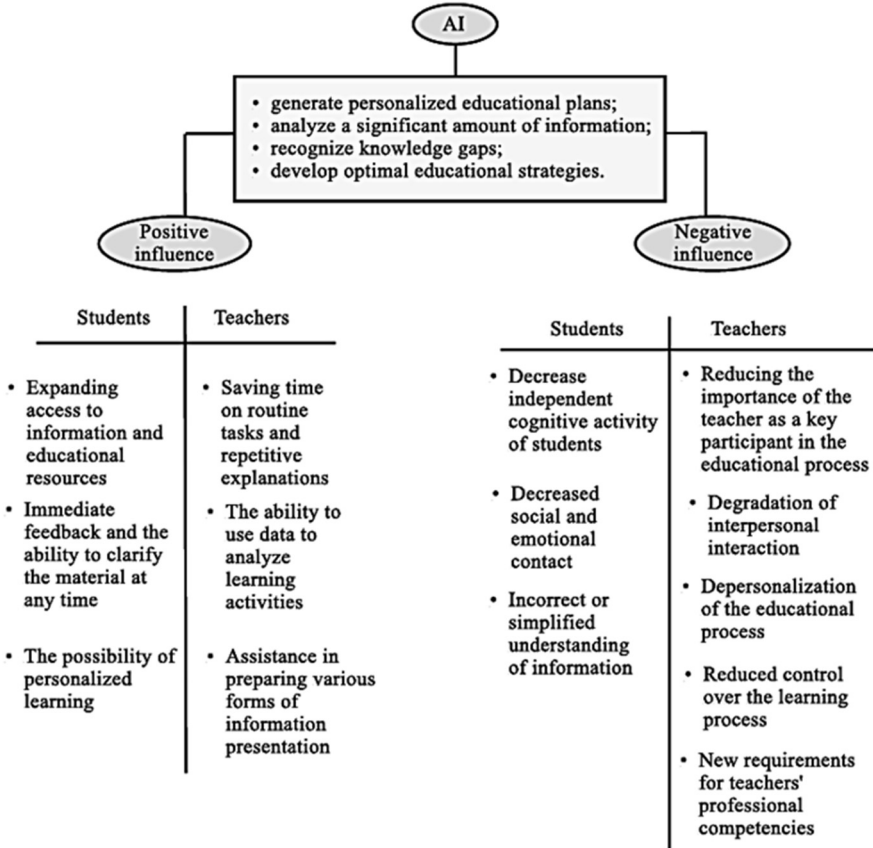 AI
• generate personalized educational plans;
• analyze a significant amount of information;
• recognize knowledge gaps;
• develop optimal educational strategies.
Positive
influence
Negative
influence
Students
Teachers
• Expanding
access to
information and
educational
resources
• Immediate
feedback and the
ability to clarify
the material at
any time
• The possibility of
personalized
learning
• Saving time
on routine
tasks and
repetitive
explanations
• The ability to
use data to
analyze
learning
activities
• Assistance in
preparing various
forms of
information
presentation
Students
Teachers
• Decrease
independent
cognitive activity
of students
• Decreased
social and
emotional
contact
• Incorrect or
simplified
understanding
of information
• Reducing the
importance of the
teacher as a key
participant in the
educational process
• Degradation of
interpersonal
interaction
• Depersonalization
of the educational
process
• Reduced control
over the learning
process
• New requirements
for teachers'
professional
competencies